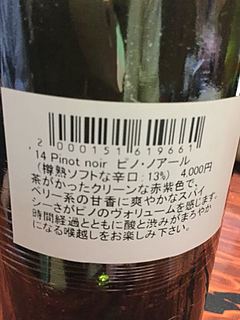 2 000151 619661
14 Pinot noir ピノ・ノアール
(樽熟ソフトな辛口:13%) 4,000円
茶がかったクリーンな赤紫色で、
ベリー系の甘香に爽やかなスパイ
シーさがピノのヴォリュームを感じます。
時間経過とともに酸と渋みがまろやか
になる喉越しをお楽しみ下さい。